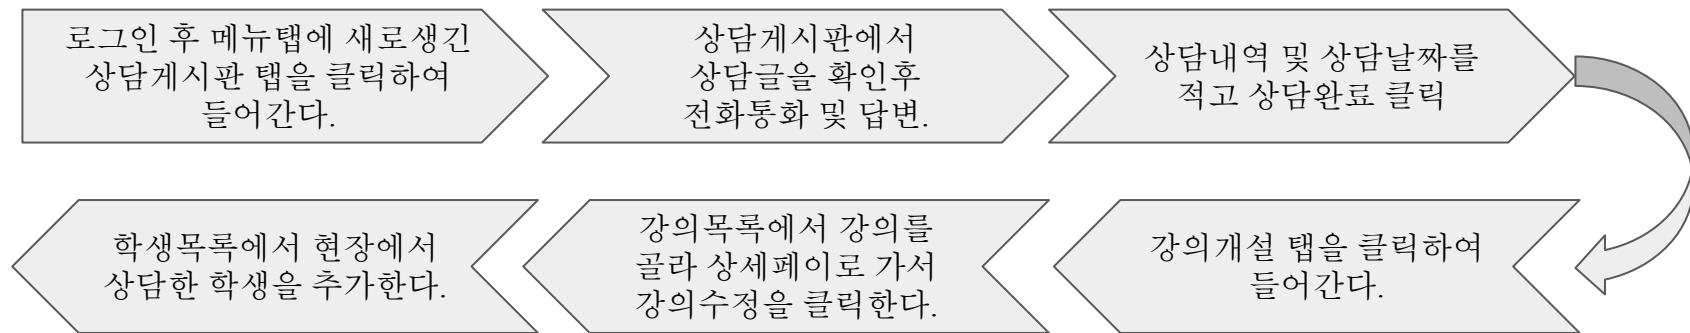 로그인 후 메뉴탭에 새로생긴
상담게시판 탭을 클릭하여
들어간다.
상담게시판에서
상담글을 확인후
전화통화 및 답변.
상담내역 및 상담날짜를
적고 상담완료 클릭
강의개설 탭을 클릭하여
들어간다.
강의목록에서 강의를
골라 상세페이로 가서
강의수정을 클릭한다.
학생목록에서 현장에서
상담한 학생을 추가한다.